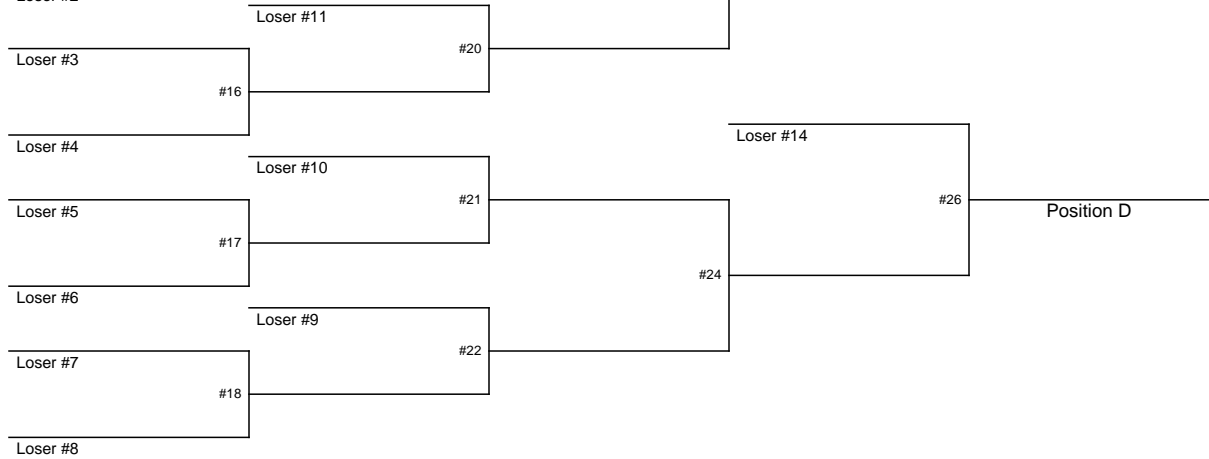 Loser #11
#20
Loser #3
#16
Loser #14
Loser #4
Loser #10
#21
#26
Loser #5
Position D
#17
#24
Loser #6
Loser #9
#22
Loser #7
#18
Loser #8